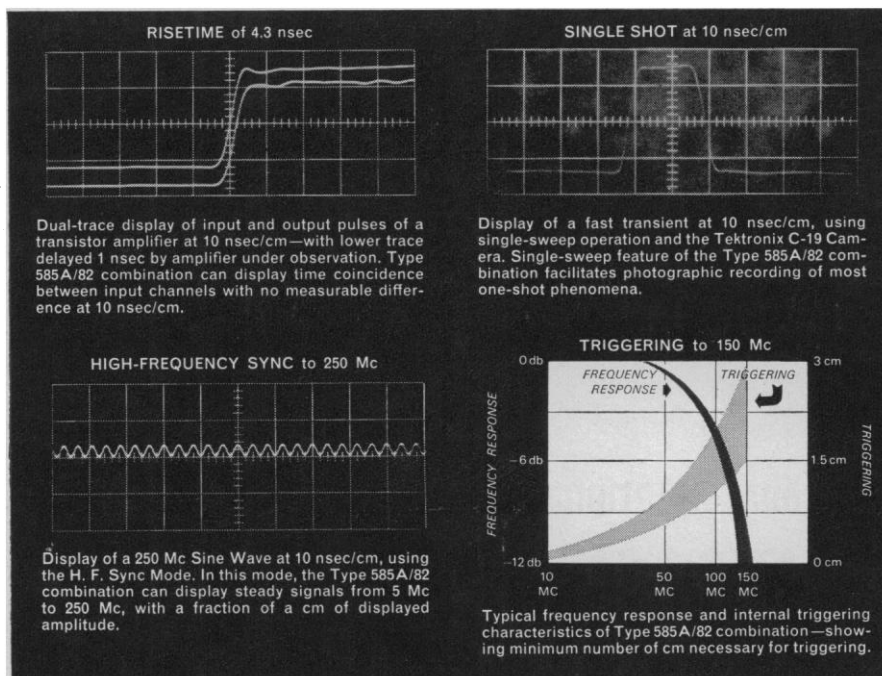 RISETIME of 4.3 nsec
Dual-trace display of input and output pulses of a
transistor amplifier at 10 nsec/cm—with lower trace
delayed 1 nsec by amplifier under observation. Type
585A/82 combination can display time coincidence
between input channels with no measurable differ-
ence at 10 nsec/cm.
SINGLE SHOT at 10 nsec/cm
Display of a fast transient at 10 nsec/cm, using
single-sweep operation and the Tektronix C-19 Cam-
era. Single-sweep feature of the Type 585A/82 com-
bination facilitates photographic recording of most
one-shot phenomena.
HIGH-FREQUENCY SYNC to 250 Mc
Display of a 250 Mc Sine Wave at 10 nsec/cm, using
the H. F. Sync Mode. In this mode, the Type 585A/82
combination can display steady signals from 5 Mc
to 250 Mc, with a fraction of a cm of displayed
amplitude.
TRIGGERING to 150 Mc
0 db
3 cm
FREQUENCY
RESPONSE
TRIGGERING
FREQUENCY RESPONSE
-6 db
1.5 cm
TRIGGERING
-12 db
0 cm
10 50 100 150
MC MC MC MC
Typical frequency response and internal triggering
characteristics of Type 585A/82 combination—show-
ing minimum number of cm necessary for triggering.